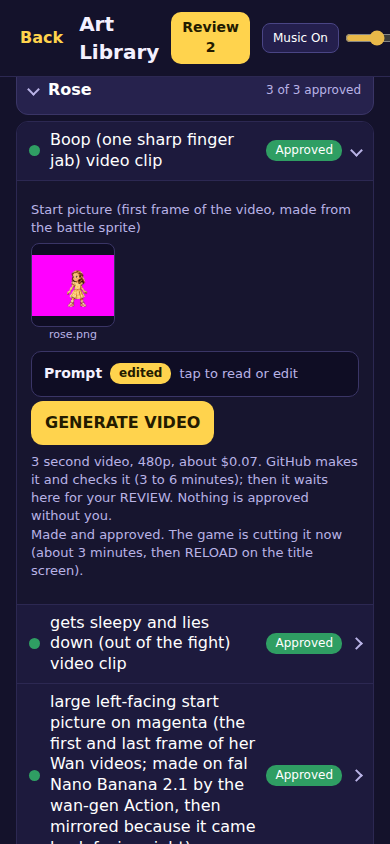 Back
Art
Library
Review
2
Music On
Rose
3 of 3 approved
Boop (one sharp finger
jab) video clip
Approved
Start picture (first frame of the video, made from
the battle sprite)
rose.png
Prompt edited tap to read or edit
GENERATE VIDEO
3 second video, 480p, about $0.07. GitHub makes
it and checks it (3 to 6 minutes); then it waits
here for your REVIEW. Nothing is approved
without you.
Made and approved. The game is cutting it now
(about 3 minutes, then RELOAD on the title
screen).
gets sleepy and lies
down (out of the fight)
video clip
Approved
large left-facing start
picture on magenta (the
first and last frame of her
Wan videos; made on fal
Nano Banana 2.1 by the
wan-gen Action, then
mirrored because it came